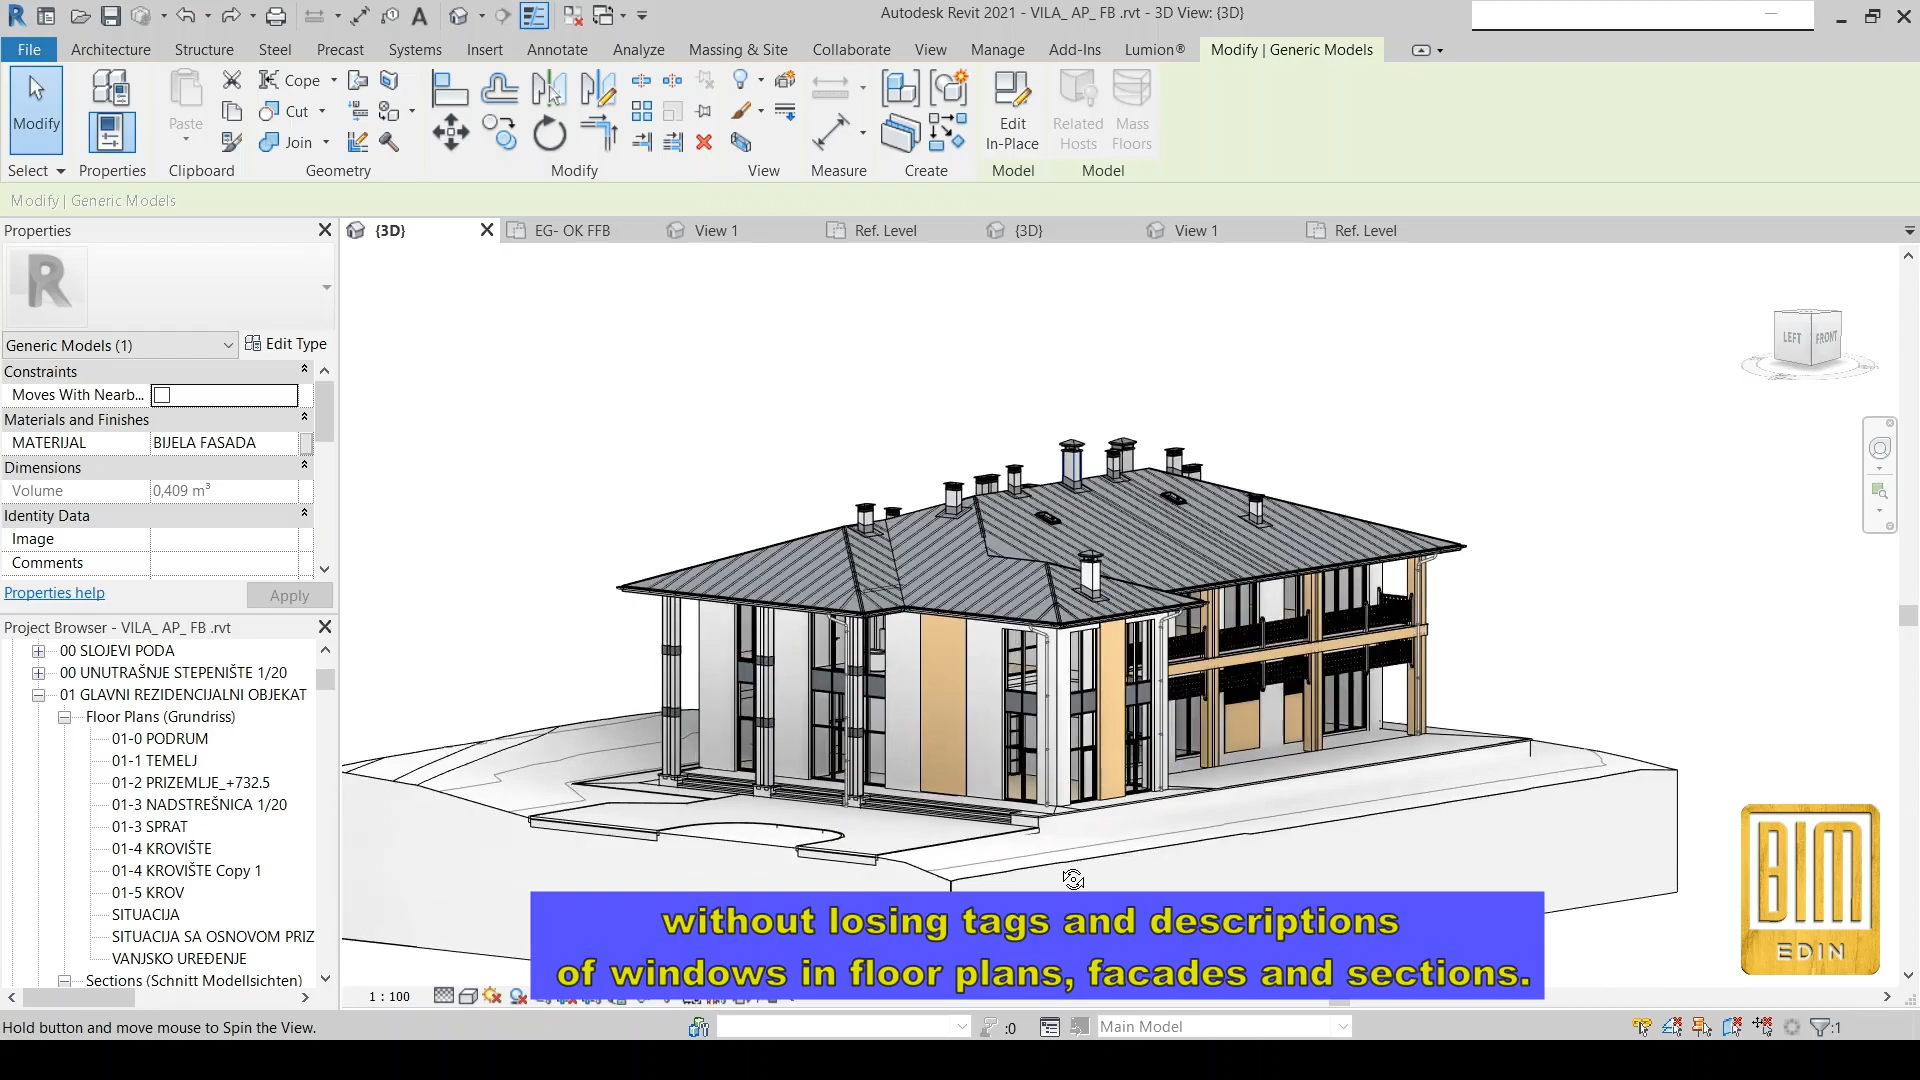 Autodesk Revit 2021 - VILA_ AP_ FB .rvt - 3D View: {3D}
File Architecture Structure Steel Precast Systems Insert Annotate Analyze Massing & Site Collaborate View Manage Add-Ins Lumion® Modify | Generic Models
Modify
Paste
Cope
Cut
Join
Edit
In-Place
Related
Hosts
Mass
Floors
Select Properties Clipboard Geometry Modify View Measure Create Model Model
Modify | Generic Models
Properties
{3D} EG- OK FFB View 1 Ref. Level {3D} View 1 Ref. Level
R
Generic Models (1) Edit Type
Constraints
Moves With Nearb...
Materials and Finishes
MATERIJAL BIJELA FASADA
Dimensions
Volume 0,409 m³
Identity Data
Image
Comments
Properties help Apply
LEFT FRONT
Project Browser - VILA_ AP_ FB .rvt
00 SLOJEVI PODA
00 UNUTRAŠNJE STEPENIŠTE 1/20
01 GLAVNI REZIDENCIJALNI OBJEKAT
Floor Plans (Grundriss)
01-0 PODRUM
01-1 TEMELJ
01-2 PRIZEMLJE_+732.5
01-3 NADSTREŠNICA 1/20
01-3 SPRAT
01-4 KROVIŠTE
01-4 KROVIŠTE Copy 1
01-5 KROV
SITUACIJA
SITUACIJA SA OSNOVOM PRIZ
VANJSKO UREĐENJE
Sections (Schnitt Modellsichten)
without losing tags and descriptions
of windows in floor plans, facades and sections.
BIM
EDIN
1 : 100
Hold button and move mouse to Spin the View.
:0
Main Model
:1